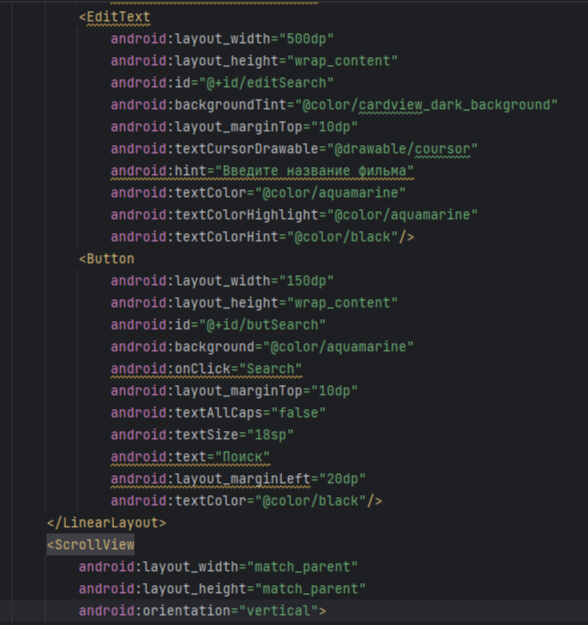 <EditText
android:layout_width="500dp"
android:layout_height="wrap_content"
android:id="@+id/editSearch"
android:backgroundTint="@color/cardview_dark_background"
android:layout_marginTop="10dp"
android:textCursorDrawable="@drawable/coursor"
android:hint="Введите название фильма"
android:textColor="@color/aquamarine"
android:textColorHighlight="@color/aquamarine"
android:textColorHint="@color/black"/>
<Button
android:layout_width="150dp"
android:layout_height="wrap_content"
android:id="@+id/butSearch"
android:background="@color/aquamarine"
android:onClick="Search"
android:layout_marginTop="10dp"
android:textAllCaps="false"
android:textSize="18sp"
android:text="Поиск"
android:layout_marginLeft="20dp"
android:textColor="@color/black"/>
</LinearLayout>
<ScrollView
android:layout_width="match_parent"
android:layout_height="match_parent"
android:orientation="vertical">